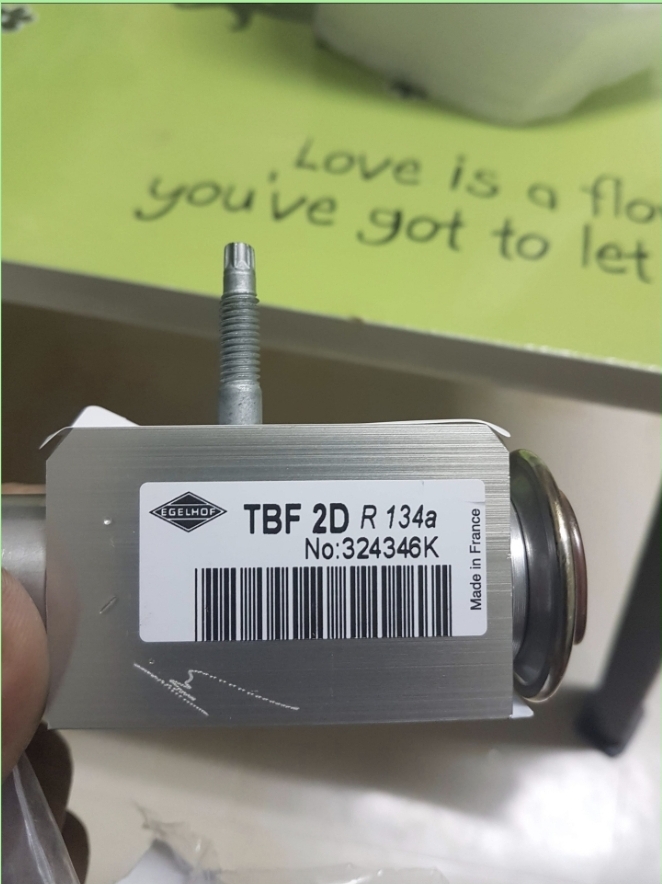 Love is a flo
you've got to let
EGELHOF
TBF 2D R 134a
No:324346K
Made in France